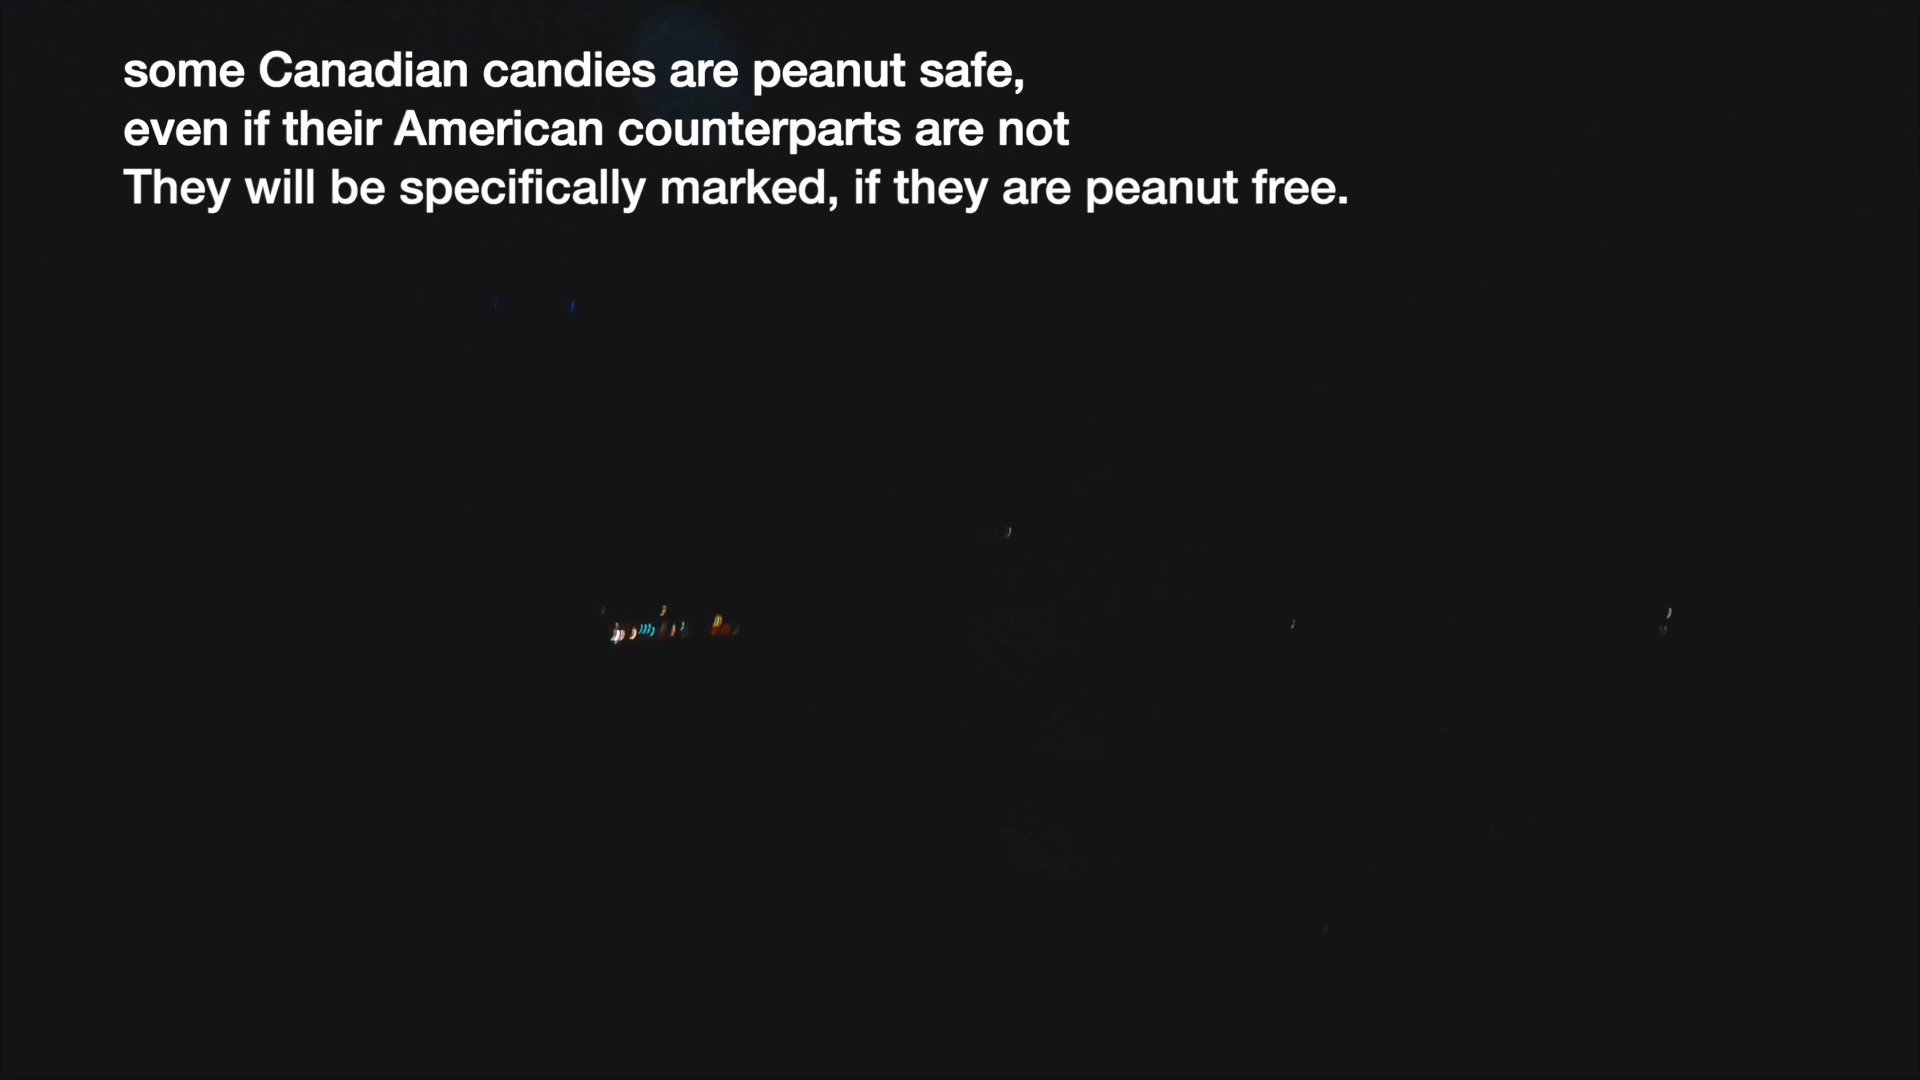 some Canadian candies are peanut safe,
even if their American counterparts are not
They will be specifically marked, if they are peanut free.